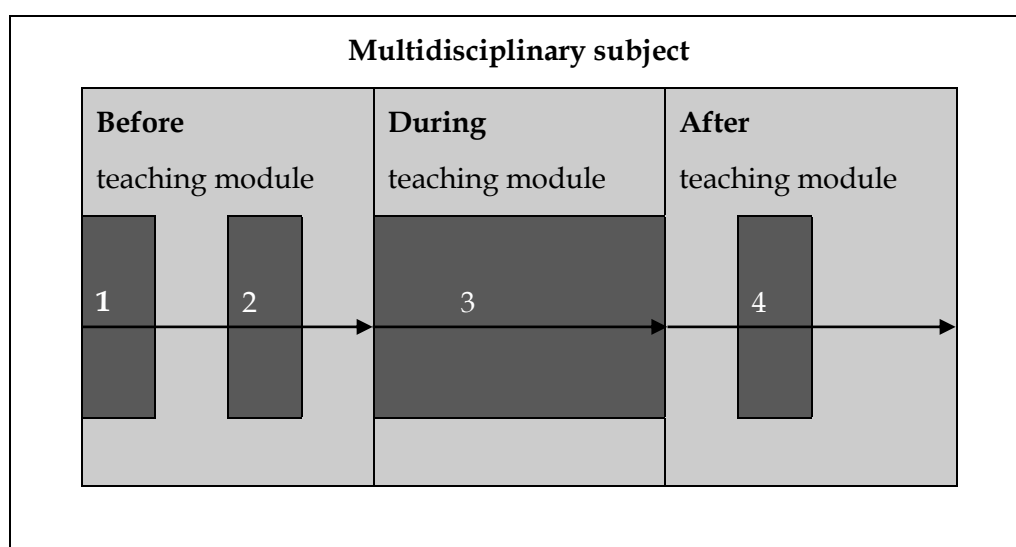 Multidisciplinary subject
Before
teaching module
During
teaching module
After
teaching module
1
2
3
4